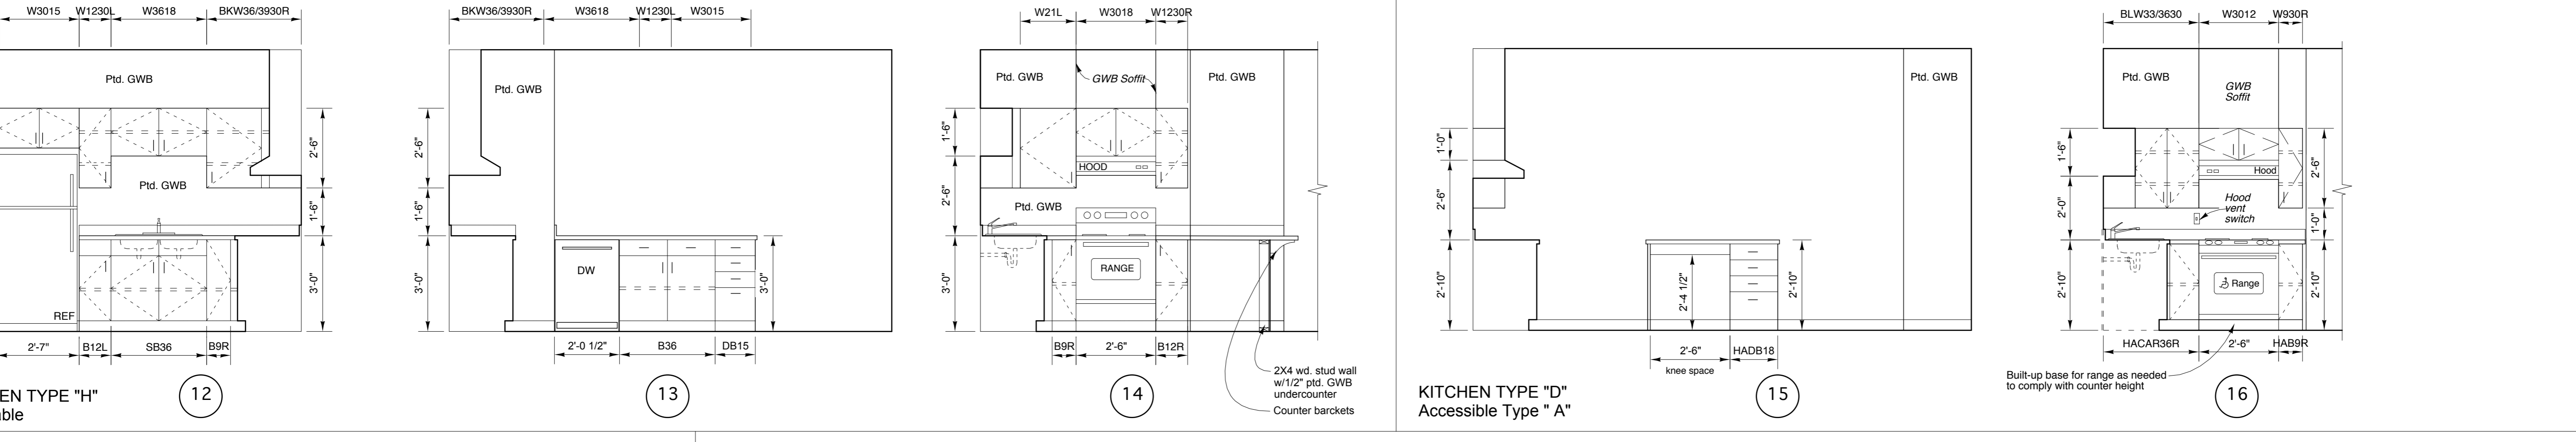 W3015
W1230L
W3618
BKW36/3930R
Ptd. GWB
Ptd. GWB
2'-6"
1'-6"
3'-0"
REF
2'-7"
B12L
SB36
B9R
12
EN TYPE "H"
ble
BKW36/3930R
W3618
W1230L
W3015
Ptd. GWB
2'-6"
1'-6"
3'-0"
DW
3'-0"
2'-0 1/2"
B36
DB15
13
W21L
W3018
W1230R
Ptd. GWB
GWB Soffit
Ptd. GWB
1'-6"
2'-6"
3'-0"
HOOD
Ptd. GWB
RANGE
B9R
2'-6"
B12R
2X4 wd. stud wall
w/1/2" ptd. GWB
undercounter
Counter barckets
14
Ptd. GWB
1'-0"
2'-6"
2'-10"
2'-4 1/2"
2'-10"
2'-6"
HADB18
knee space
15
KITCHEN TYPE "D"
Accessible Type " A"
BLW33/3630
W3012
W930R
Ptd. GWB
GWB
Soffit
1'-6"
2'-0"
2'-10"
Hood
Hood
vent
switch
2'-6"
1'-0"
2'-10"
Range
HACAR36R
2'-6"
HAB9R
Built-up base for range as needed
to comply with counter height
16